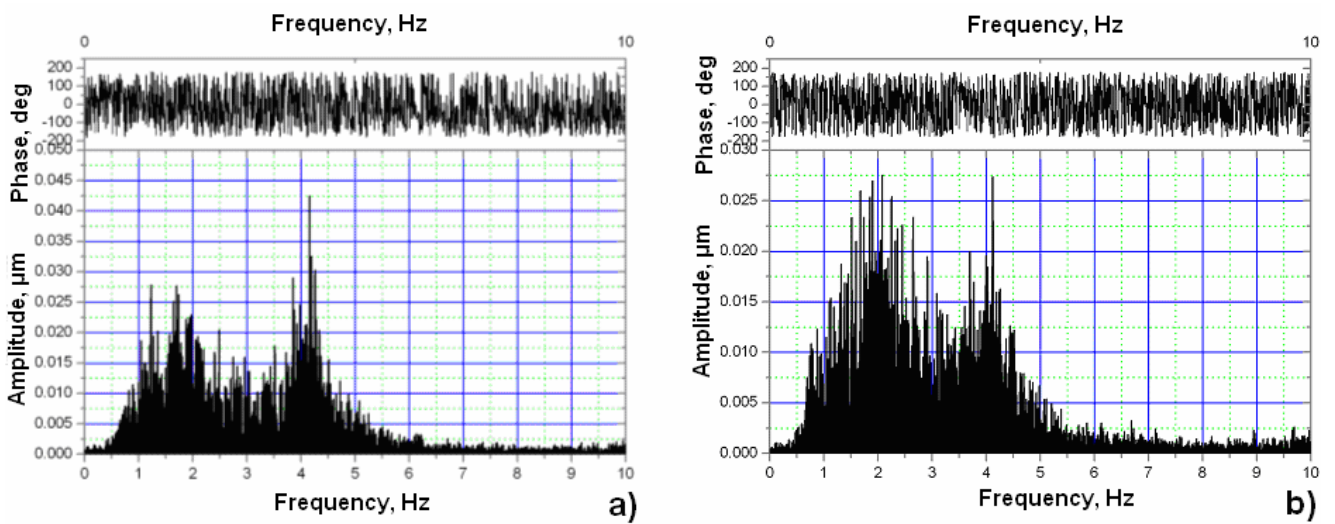 Frequency, Hz
0 10
200
100
0
-100
-200
Phase, deg
0.050
0.045
0.040
0.035
0.030
0.025
0.020
0.015
0.010
0.005
0.000
Amplitude, µm
0 1 2 3 4 5 6 7 8 9 10
Frequency, Hz
a)
Frequency, Hz
0 10
200
100
0
-100
-200
Phase, deg
0.030
0.025
0.020
0.015
0.010
0.005
0.000
Amplitude, µm
0 1 2 3 4 5 6 7 8 9 10
Frequency, Hz
b)